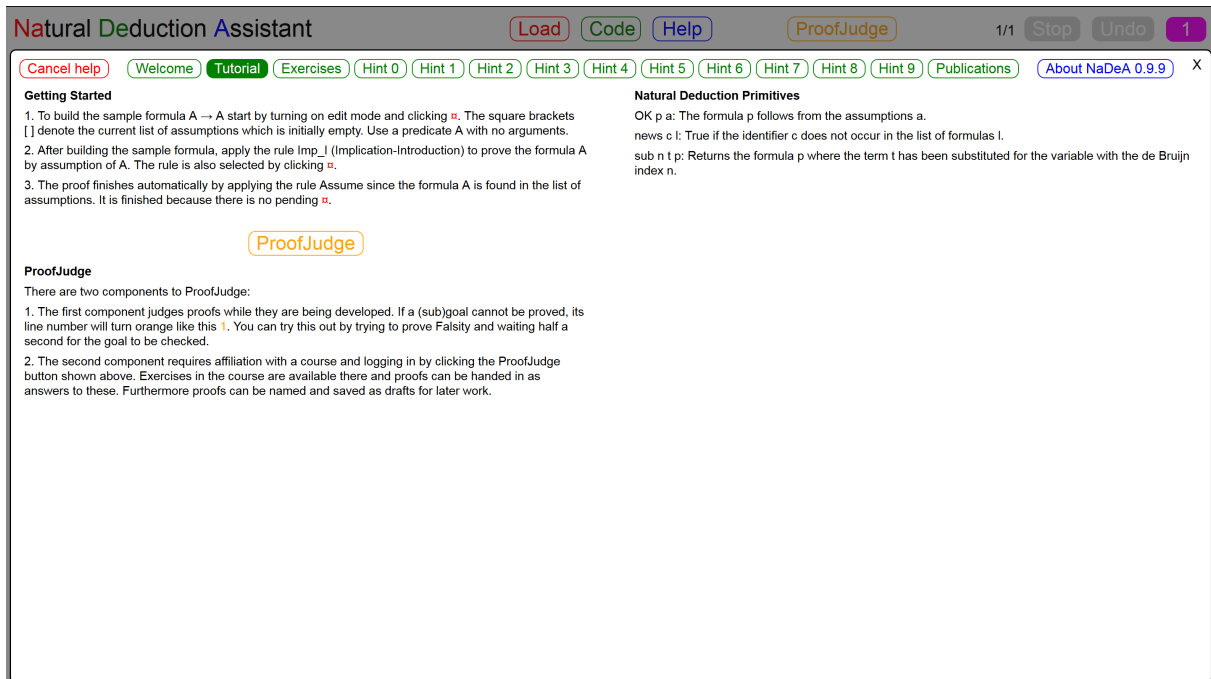 Natural Deduction Assistant
Load Code Help ProofJudge 1/1 Stop Undo 1
Cancel help Welcome Tutorial Exercises Hint 0 Hint 1 Hint 2 Hint 3 Hint 4 Hint 5 Hint 6 Hint 7 Hint 8 Hint 9 Publications About NaDeA 0.9.9 X
Getting Started
1. To build the sample formula A → A start by turning on edit mode and clicking ¤. The square brackets
[ ] denote the current list of assumptions which is initially empty. Use a predicate A with no arguments.
2. After building the sample formula, apply the rule Imp_I (Implication-Introduction) to prove the formula A
by assumption of A. The rule is also selected by clicking ¤.
3. The proof finishes automatically by applying the rule Assume since the formula A is found in the list of
assumptions. It is finished because there is no pending ¤.
ProofJudge
ProofJudge
There are two components to ProofJudge:
1. The first component judges proofs while they are being developed. If a (sub)goal cannot be proved, its
line number will turn orange like this 1. You can try this out by trying to prove Falsity and waiting half a
second for the goal to be checked.
2. The second component requires affiliation with a course and logging in by clicking the ProofJudge
button shown above. Exercises in the course are available there and proofs can be handed in as
answers to these. Furthermore proofs can be named and saved as drafts for later work.
Natural Deduction Primitives
OK p a: The formula p follows from the assumptions a.
news c l: True if the identifier c does not occur in the list of formulas l.
sub n t p: Returns the formula p where the term t has been substituted for the variable with the de Bruijn
index n.